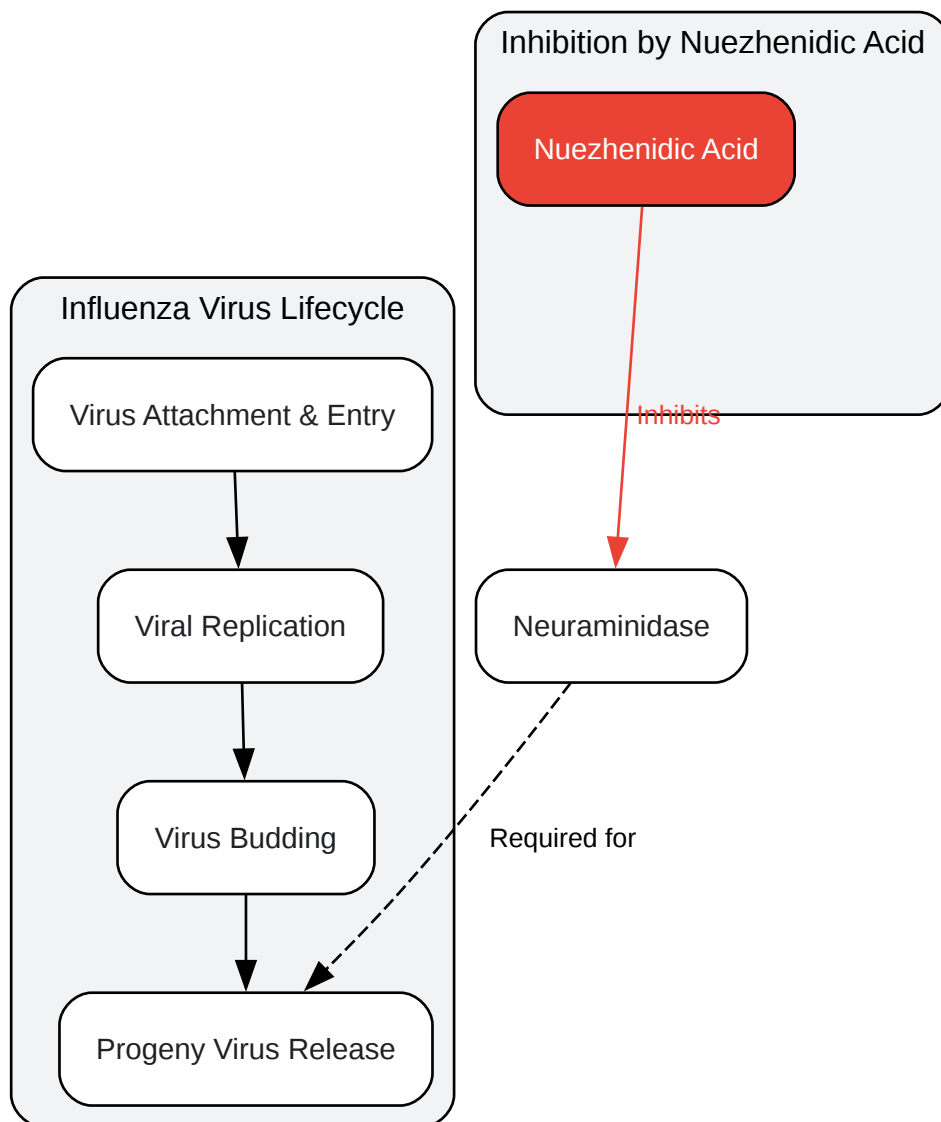 Inhibition by Nuezhenidic Acid
Nuezhenidic Acid
Influenza Virus Lifecycle
Virus Attachment & Entry
Inhibits
Viral Replication
Neuraminidase
Virus Budding
Required for
Progeny Virus Release